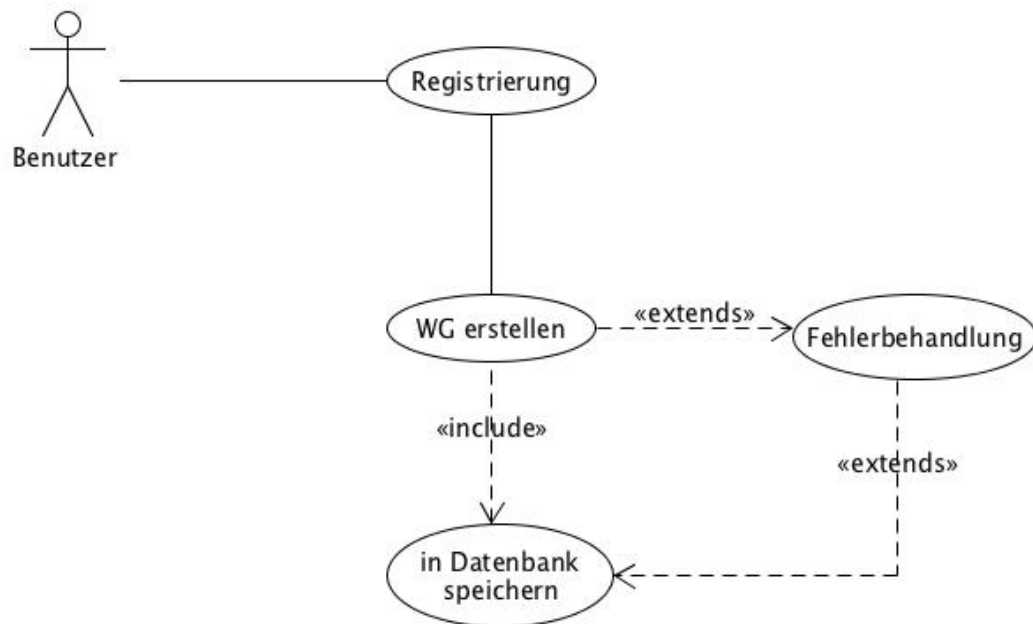 Registrierung
Benutzer
WG erstellen
«extends»
Fehlerbehandlung
«include»
«extends»
in Datenbank
speichern